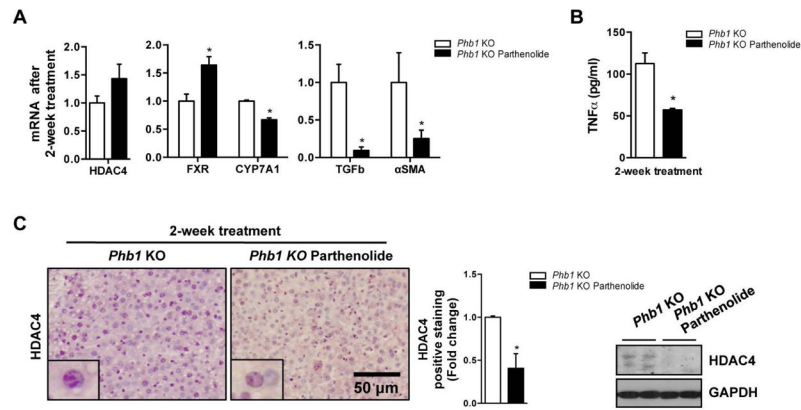 A
mRNA after
2-week treatment
2.0
1.5
1.0
0.5
0.0
HDAC4
2.0
1.5
1.0
0.5
0.0
*
*
FXR
CYP7A1
1.5
1.0
0.5
0.0
*
*
TGFb
αSMA
Phb1 KO
Phb1 KO Parthenolide
B
TNFα (pg/ml)
150
100
50
0
*
2-week treatment
Phb1 KO
Phb1 KO Parthenolide
C
2-week treatment
Phb1 KO
Phb1 KO Parthenolide
HDAC4
50 µm
HDAC4
positive staining
(Fold change)
1.5
1.0
0.5
0.0
*
Phb1 KO
Phb1 KO Parthenolide
Phb1 KO
Phb1 KO
Parthenolide
HDAC4
GAPDH